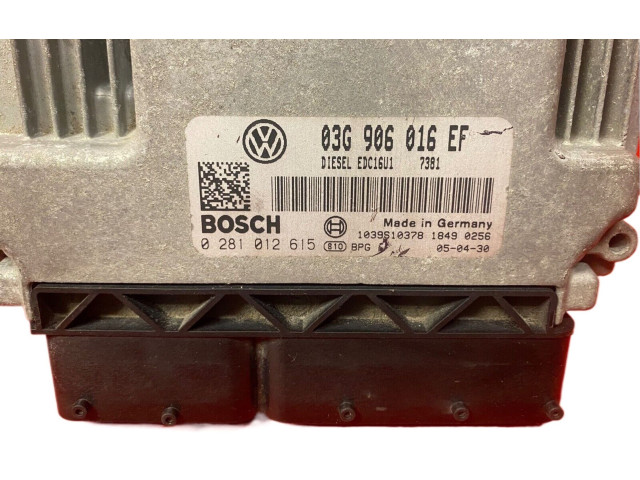 03G 906 016 EF
DIESEL EDC16U1 7381
BOSCH
Made in Germany
0 281 012 615 810 BPG
1039S10378 1849 0256
05-04-30